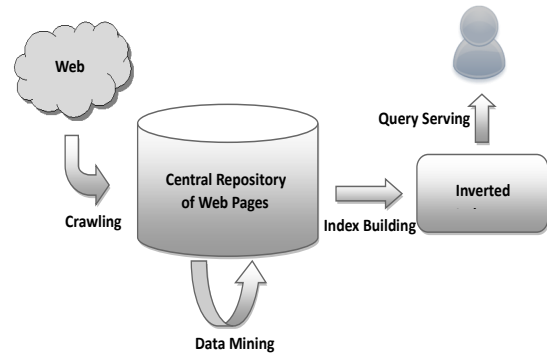 Web
Query Serving
Central Repository
of Web Pages
Inverted
Crawling
Index Building
Data Mining